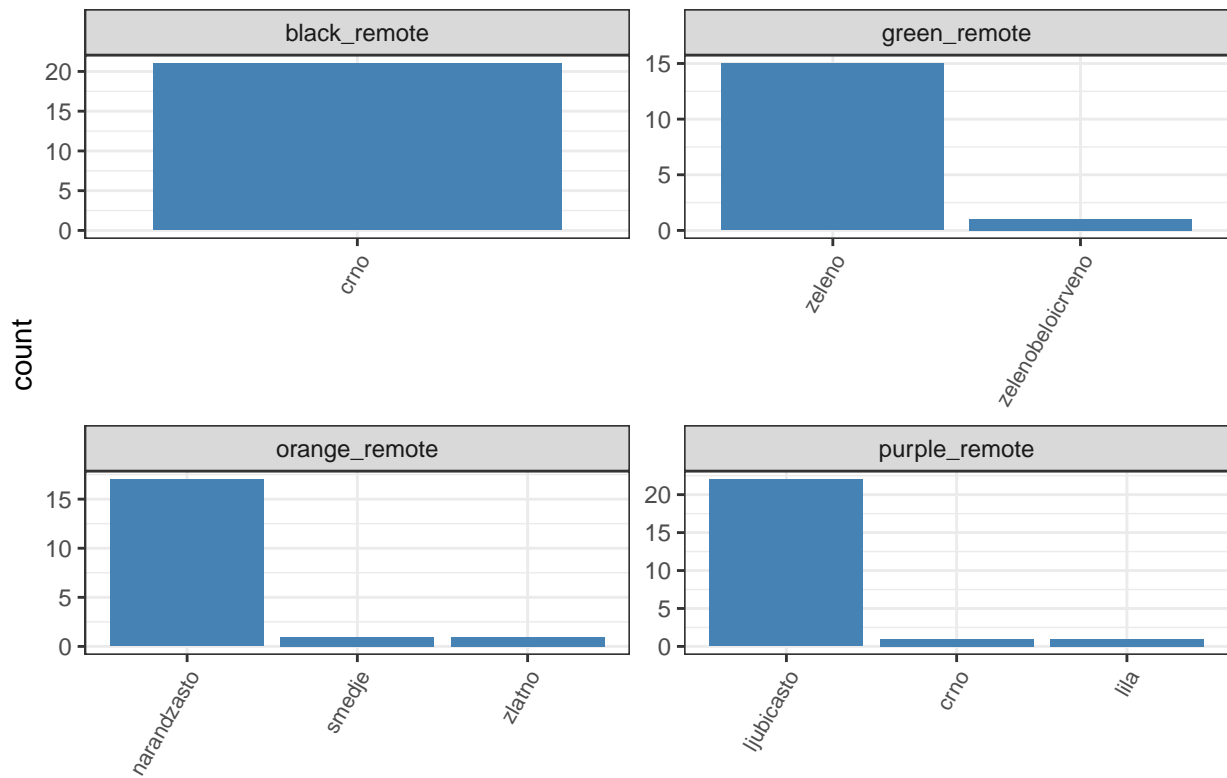 black_remote
20
15
10
5
0
crno
green_remote
15
10
5
0
zeleno
zelenobeloicrveno
count
orange_remote
15
10
5
0
narandzasto
smedje
zlatno
purple_remote
20
15
10
5
0
ljubicasto
crno
lila